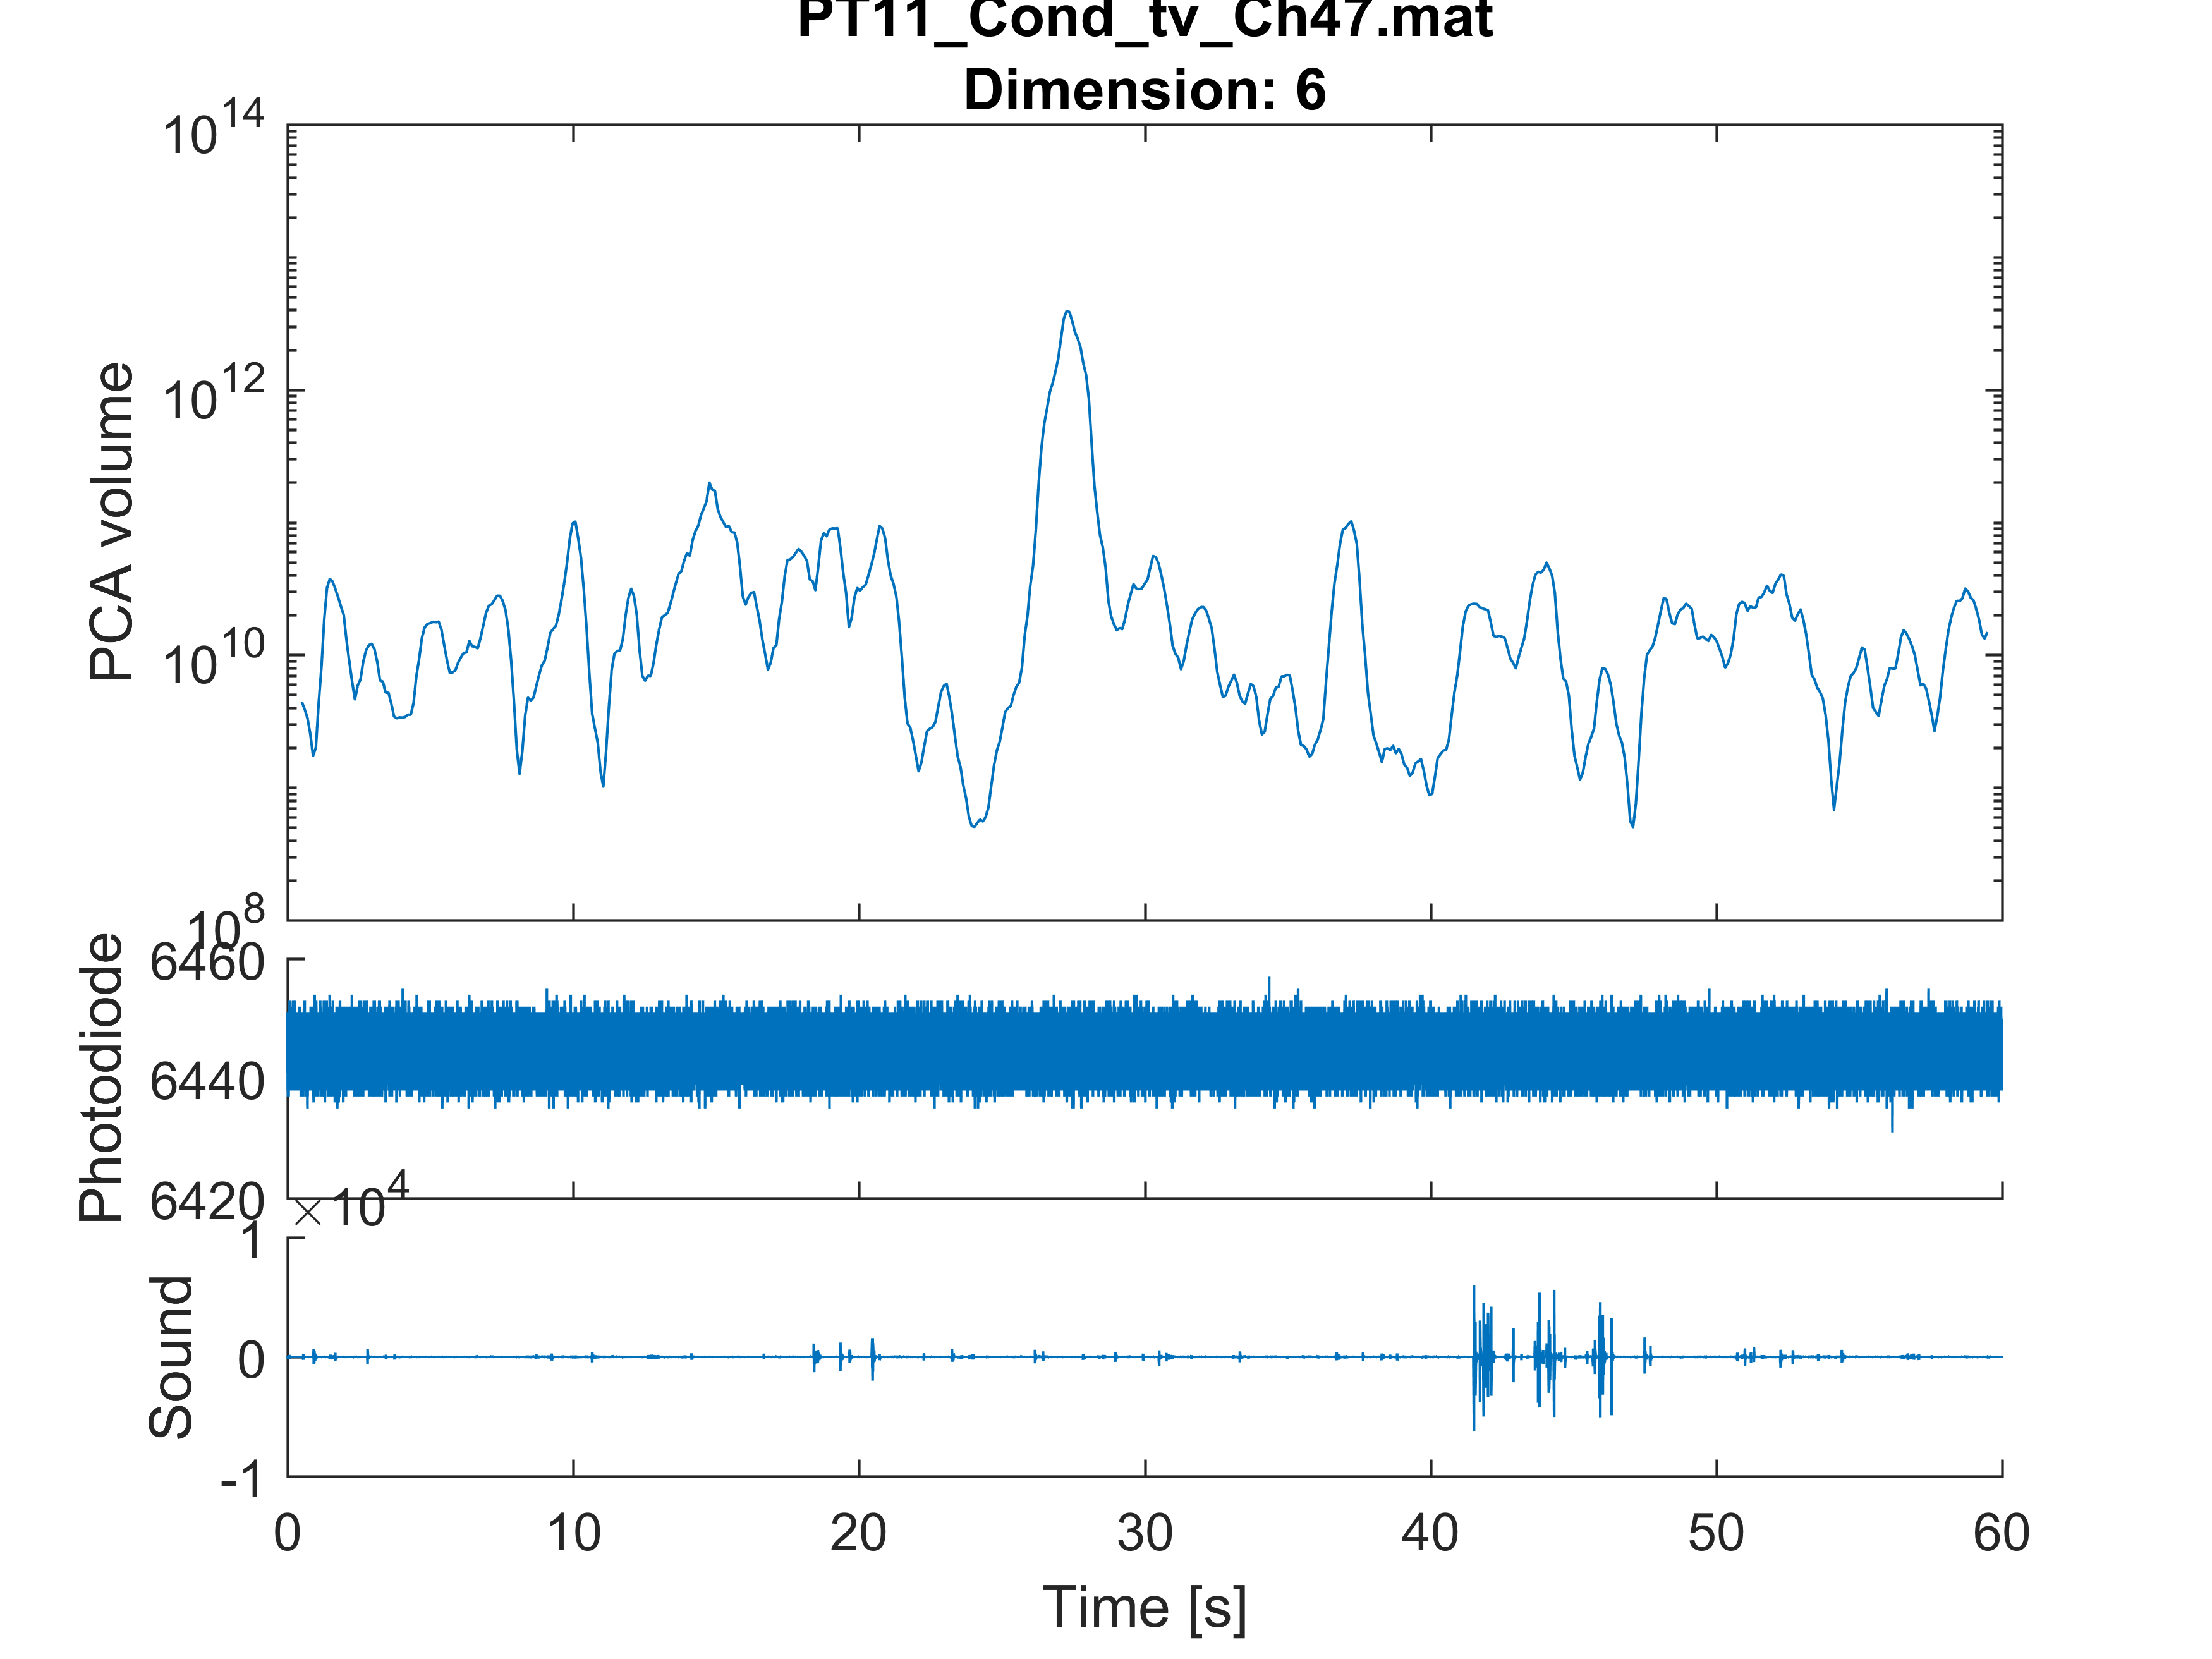 PT11_Cond_tv_Ch47.mat
Dimension: 6
PCA volume
10^14
10^12
10^10
10^8
Photodiode
6460
6440
6420
Sound
×10^4
1
0
-1
0 10 20 30 40 50 60
Time [s]